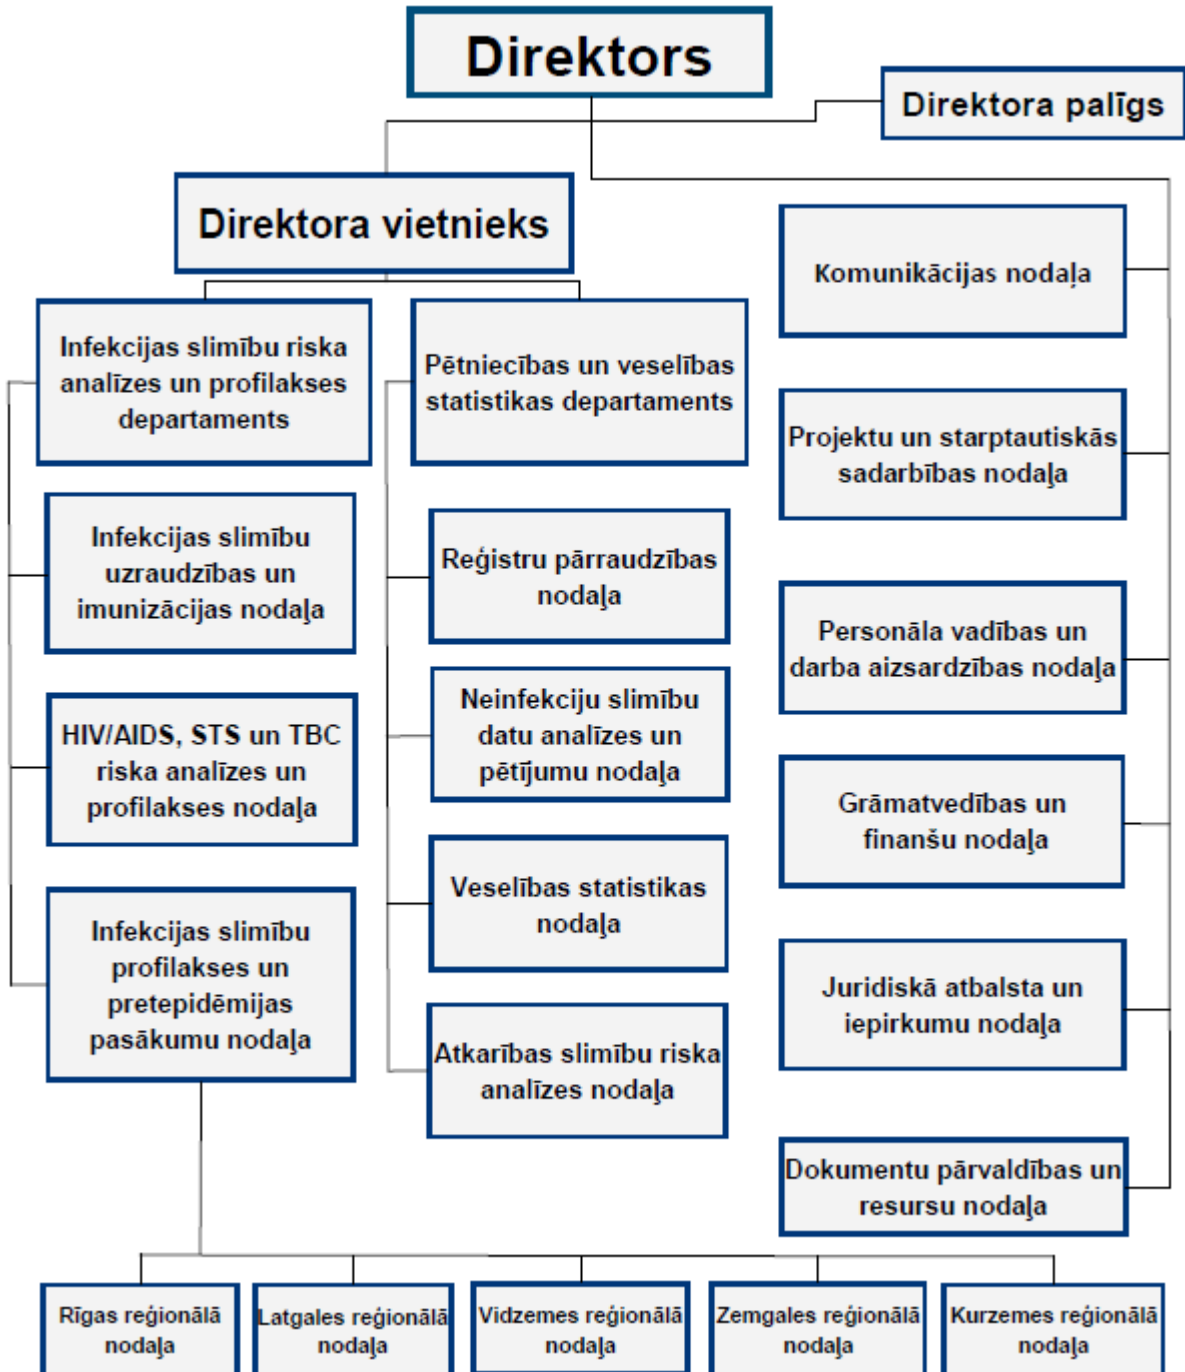 Direktors
Direktora palīgs
Direktora vietnieks
Infekcijas slimību riska
analīzes un profilakses
departaments
Infekcijas slimību
uzraudzības un
imunizācijas nodaļa
HIV/AIDS, STS un TBC
riska analīzes un
profilakses nodaļa
Infekcijas slimību
profilakses un
pretepidēmijas
pasākumu nodaļa
Pētniecības un veselības
statistikas departaments
Reģistru pārraudzības
nodaļa
Neinfekciju slimību
datu analīzes un
pētījumu nodaļa
Veselības statistikas
nodaļa
Atkarības slimību riska
analīzes nodaļa
Komunikācijas nodaļa
Projektu un starptautiskās
sadarbības nodaļa
Personāla vadības un
darba aizsardzības nodaļa
Grāmatvedības un
finanšu nodaļa
Juridiskā atbalsta un
iepirkumu nodaļa
Dokumentu pārvaldības un
resursu nodaļa
Rīgas reģionālā
nodaļa
Latgales reģionālā
nodaļa
Vidzemes reģionālā
nodaļa
Zemgales reģionālā
nodaļa
Kurzemes reģionālā
nodaļa